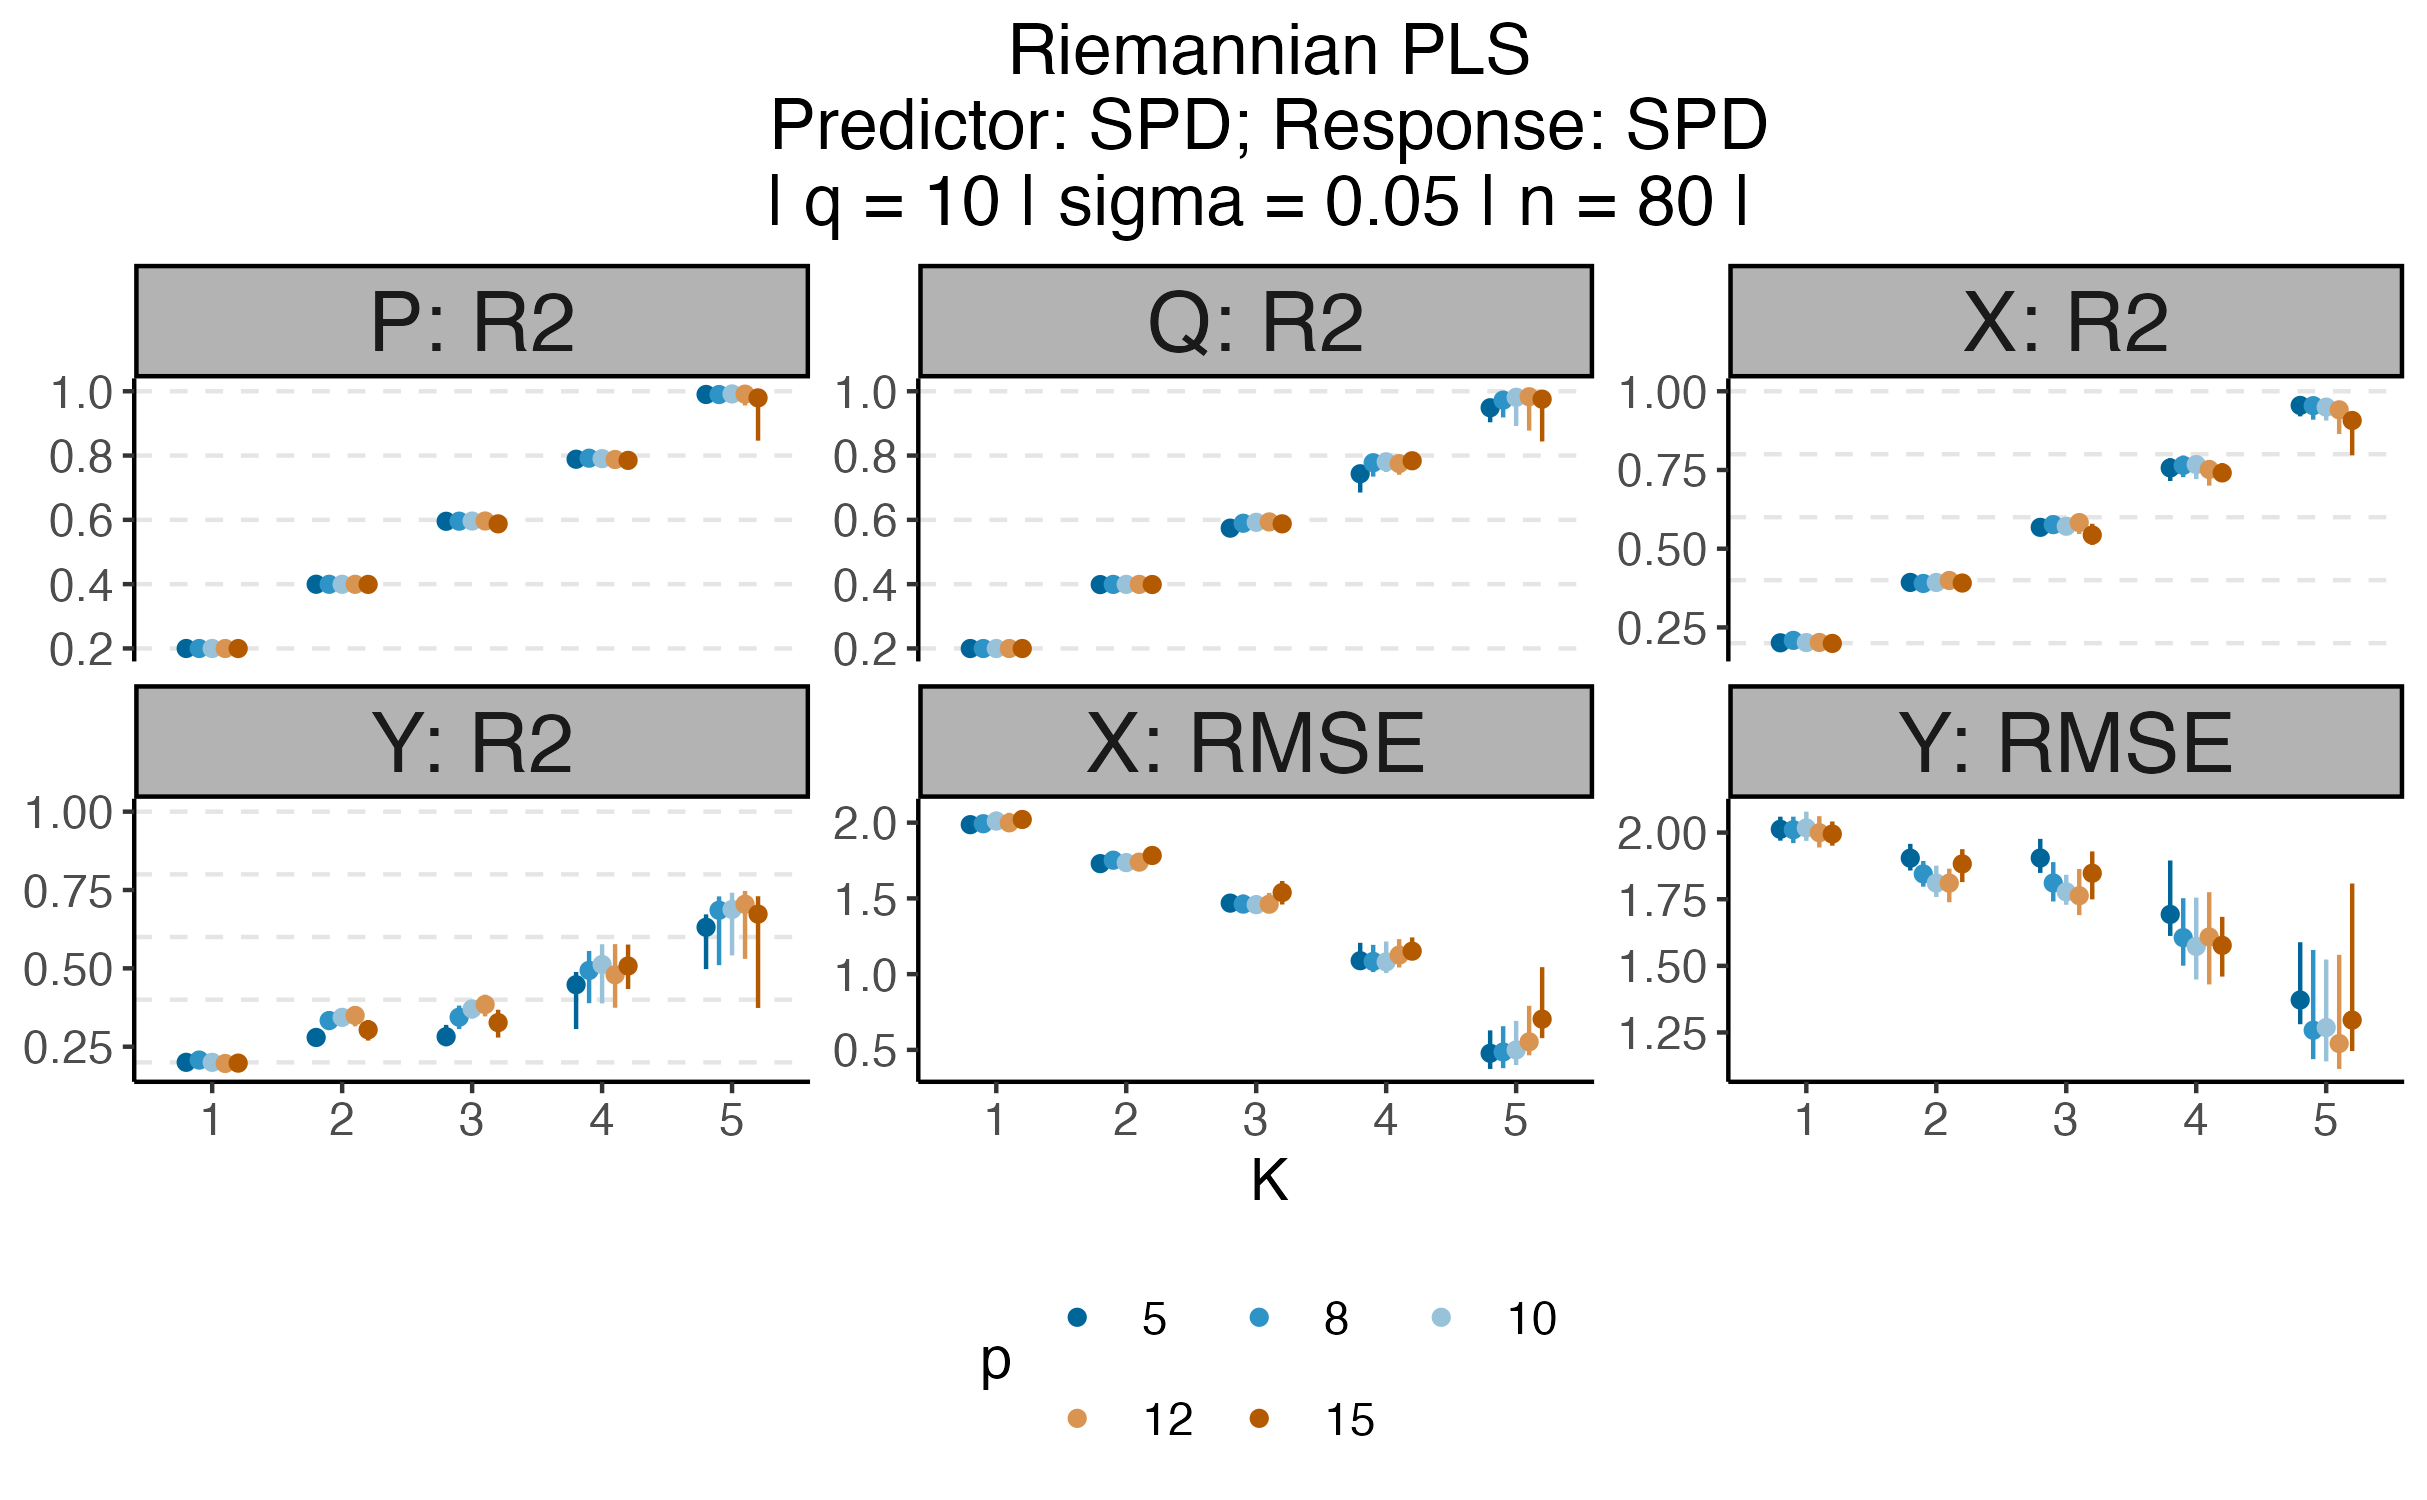 Riemannian PLS
Predictor: SPD; Response: SPD
| q = 10 | sigma = 0.05 | n = 80 |
P: R2
Q: R2
X: R2
1.0
0.8
0.6
0.4
0.2
1.0
0.8
0.6
0.4
0.2
1.00
0.75
0.50
0.25
Y: R2
X: RMSE
Y: RMSE
1.00
0.75
0.50
0.25
2.0
1.5
1.0
0.5
2.00
1.75
1.50
1.25
1 2 3 4 5
1 2 3 4 5
1 2 3 4 5
K
p
5 8 10
12 15